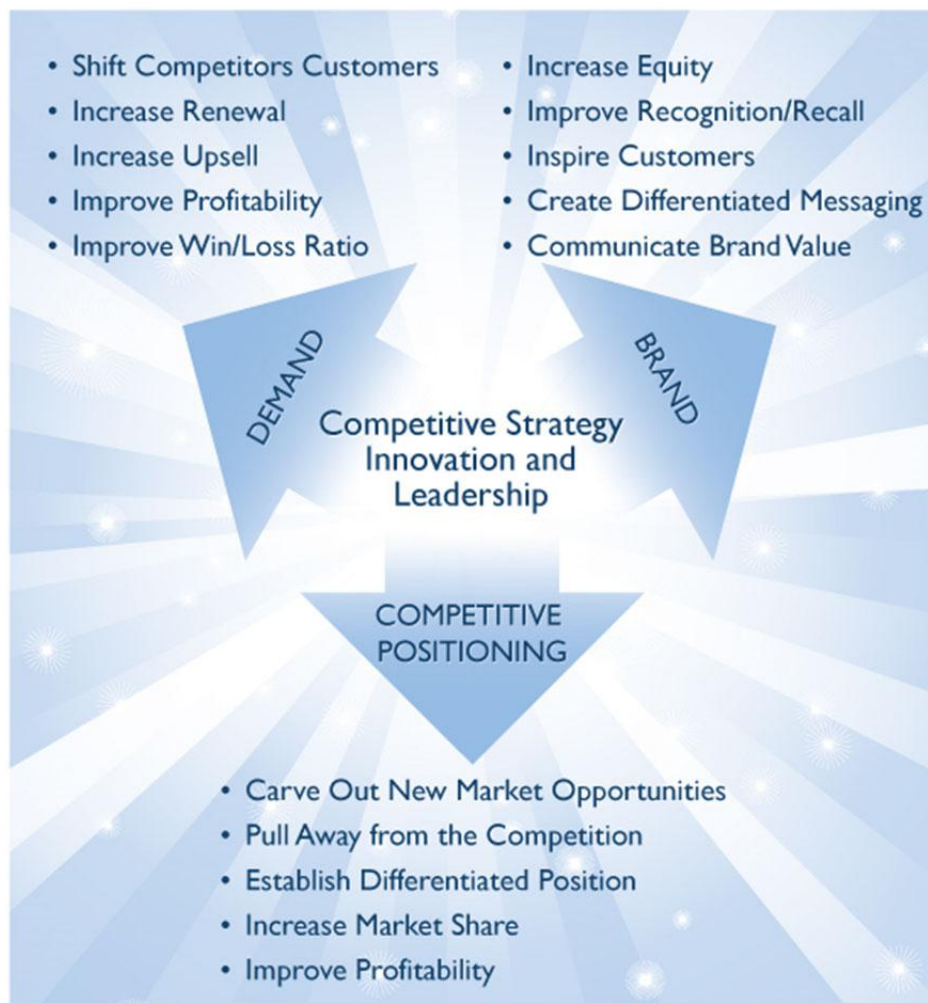 • Shift Competitors Customers
• Increase Renewal
• Increase Upsell
• Improve Profitability
• Improve Win/Loss Ratio
• Increase Equity
• Improve Recognition/Recall
• Inspire Customers
• Create Differentiated Messaging
• Communicate Brand Value
DEMAND
BRAND
Competitive Strategy
Innovation and
Leadership
COMPETITIVE
POSITIONING
• Carve Out New Market Opportunities
• Pull Away from the Competition
• Establish Differentiated Position
• Increase Market Share
• Improve Profitability